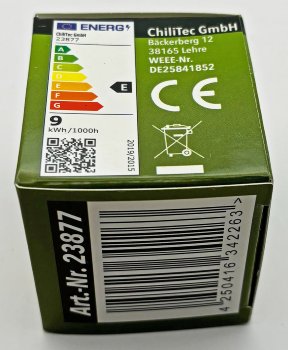 ENERG
ChiliTec GmbH
23877
A
B
C
D
E
F
G
E
9
kWh/1000h
2019/2015
ChiliTec GmbH
Bäckerberg 12
38165 Lehre
WEEE-Nr.
DE25841852
CE
Art.-Nr. 23877
4 250416 342263 >